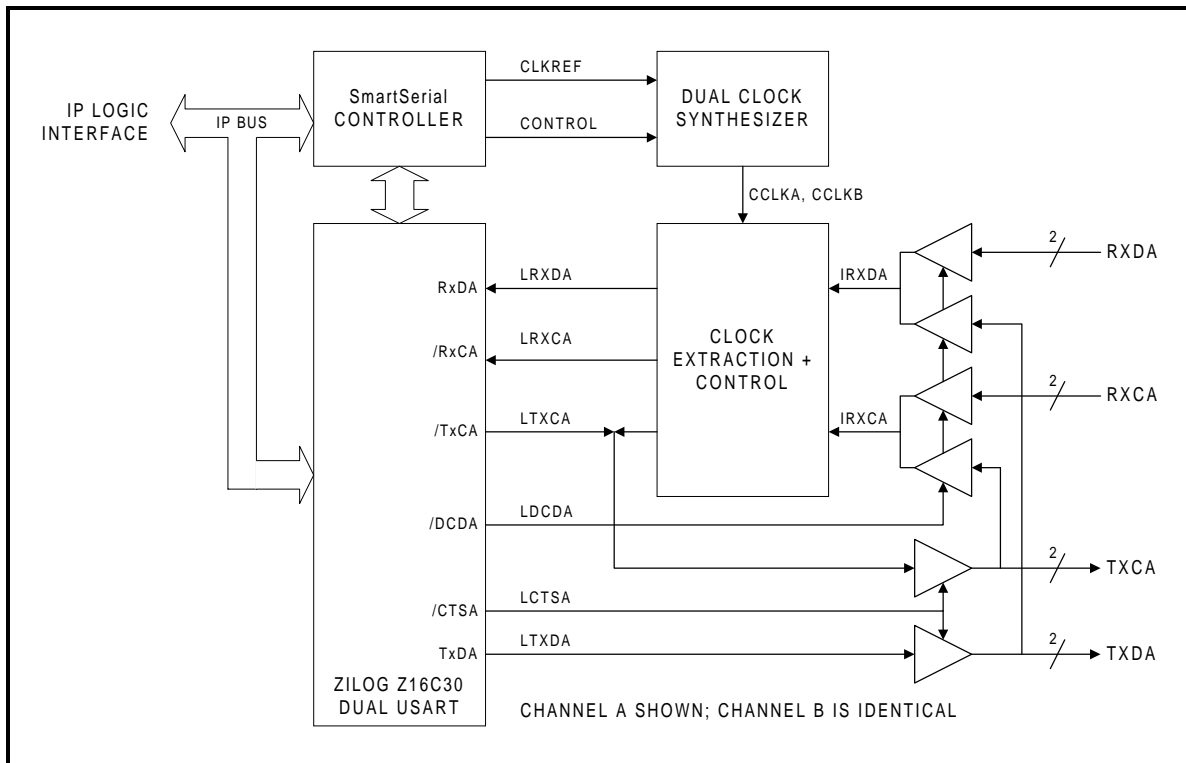 IP LOGIC
INTERFACE
IP BUS
SmartSerial
CONTROLLER
CLKREF
CONTROL
DUAL CLOCK
SYNTHESIZER
CCLKA, CCLKB
RxDA
LRXDA
/RxCA
LRXCA
/TxCA
LTXCA
/DCDA
LDCDA
/CTSA
LCTSA
TxDA
LTXDA
ZILOG Z16C30
DUAL USART
CLOCK
EXTRACTION +
CONTROL
IRXDA
IRXCA
2
RXDA
2
RXCA
2
TXCA
2
TXDA
CHANNEL A SHOWN; CHANNEL B IS IDENTICAL